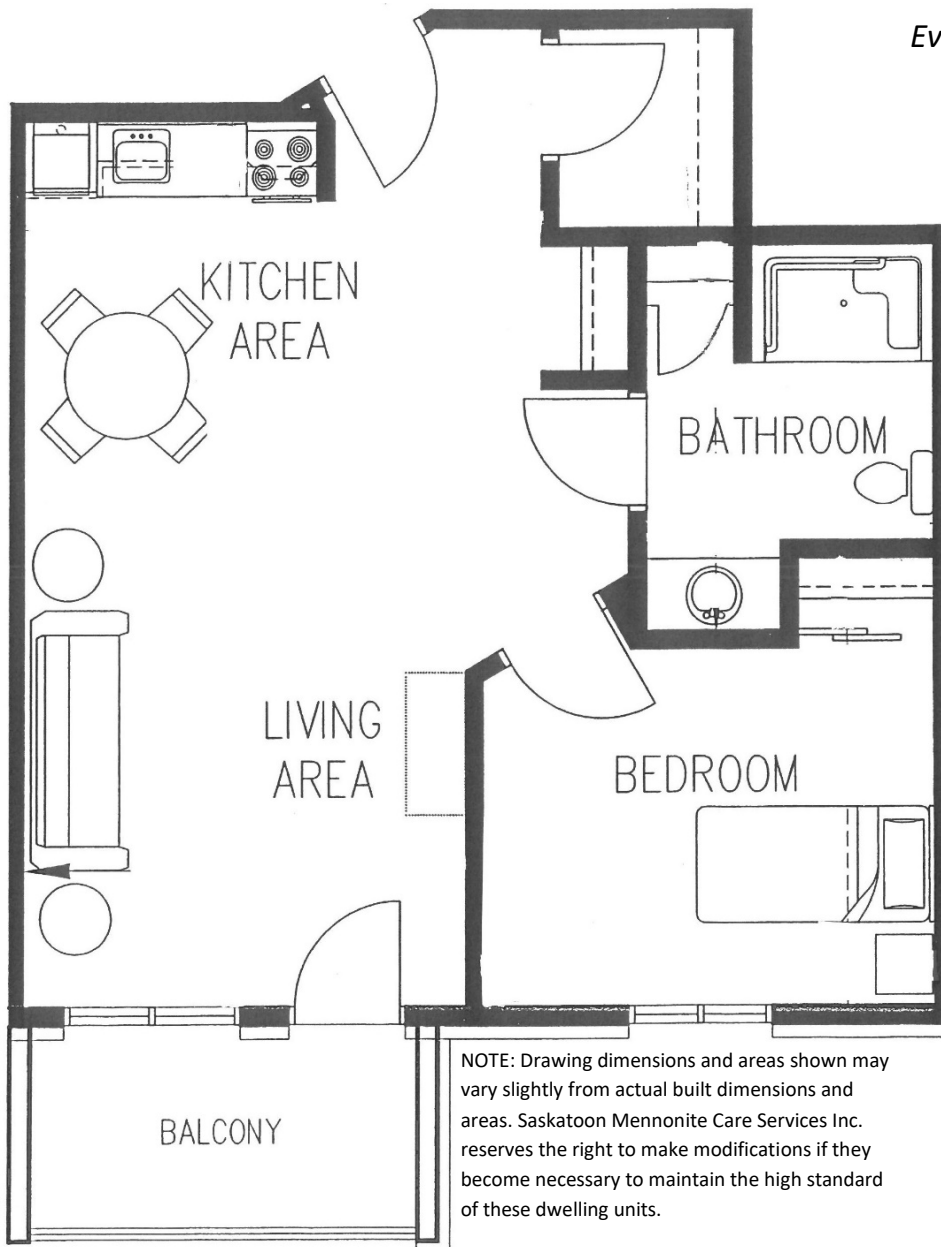 Ev
KITCHEN
AREA
BATHROOM
LIVING
AREA
BEDROOM
BALCONY
NOTE: Drawing dimensions and areas shown may
vary slightly from actual built dimensions and
areas. Saskatoon Mennonite Care Services Inc.
reserves the right to make modifications if they
become necessary to maintain the high standard
of these dwelling units.